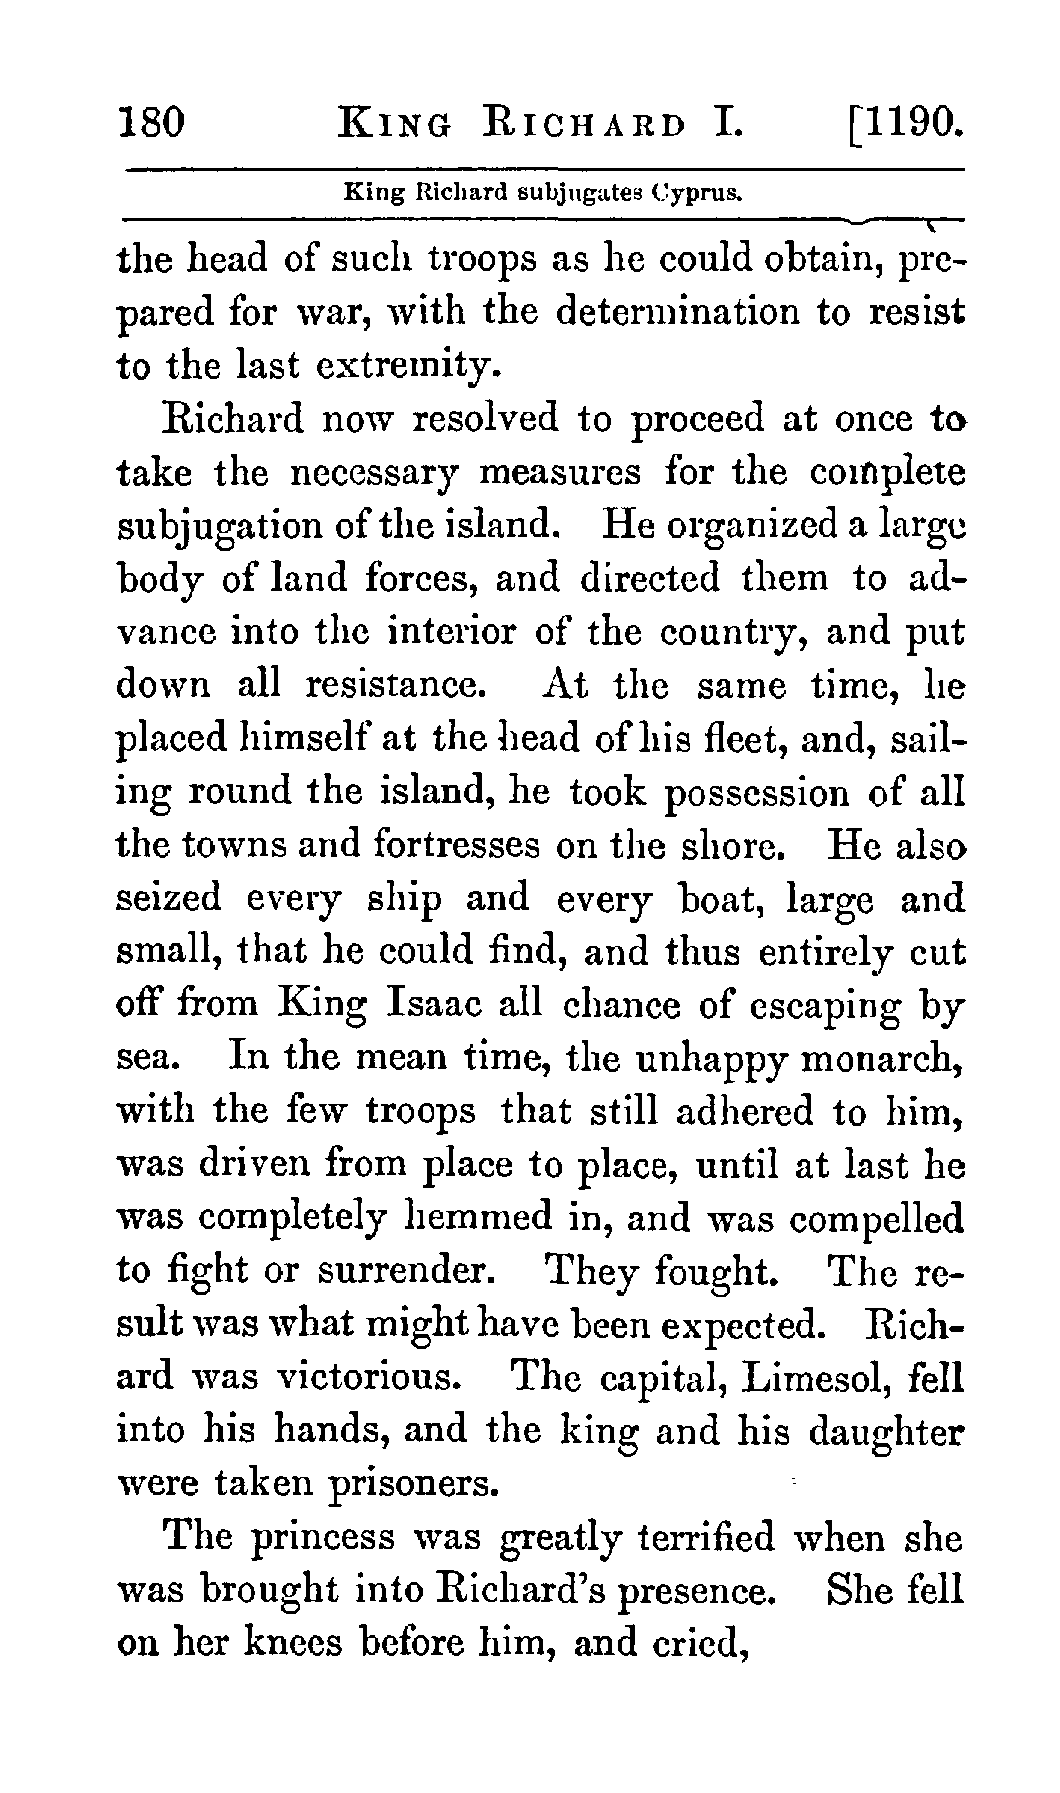 180 KING RICHARD I. [1190.
King Richard subjugates Cyprus.
the head of such troops as he could obtain, pre-
pared for war, with the determination to resist
to the last extremity.
Richard now resolved to proceed at once to
take the necessary measures for the complete
subjugation of the island. He organized a large
body of land forces, and directed them to ad-
vance into the interior of the country, and put
down all resistance. At the same time, he
placed himself at the head of his fleet, and, sail-
ing round the island, he took possession of all
the towns and fortresses on the shore. He also
seized every ship and every boat, large and
small, that he could find, and thus entirely cut
off from King Isaac all chance of escaping by
sea. In the mean time, the unhappy monarch,
with the few troops that still adhered to him,
was driven from place to place, until at last he
was completely hemmed in, and was compelled
to fight or surrender. They fought. The re-
sult was what might have been expected. Rich-
ard was victorious. The capital, Limesol, fell
into his hands, and the king and his daughter
were taken prisoners.
The princess was greatly terrified when she
was brought into Richard's presence. She fell
on her knees before him, and cried,